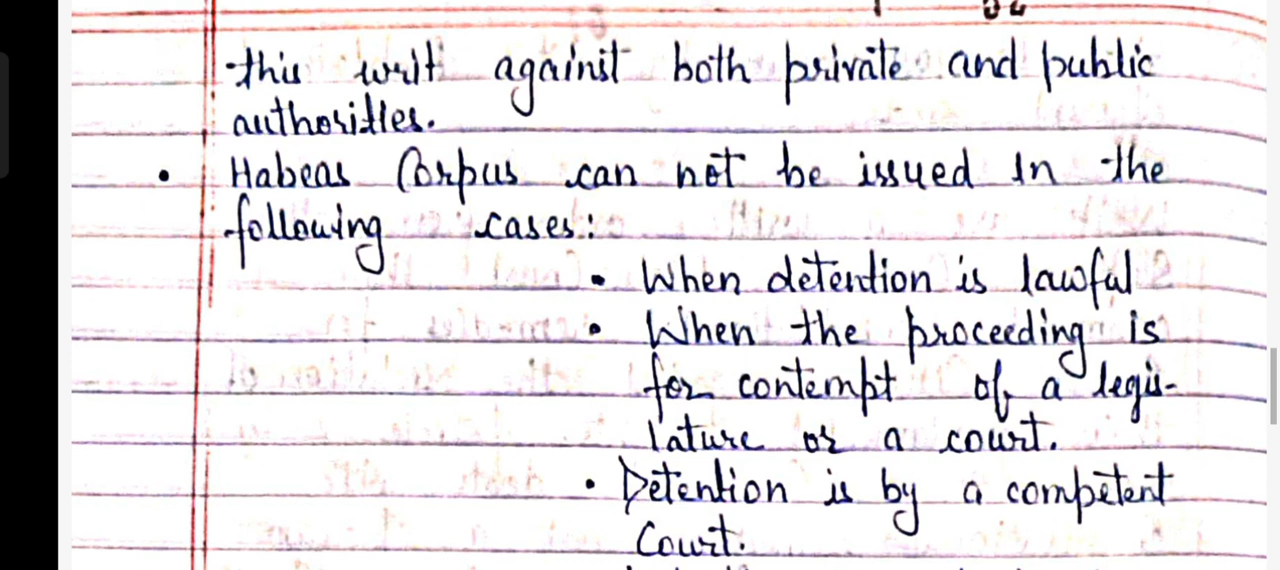 this writ against both private and public
authorities.
• Habeas Corpus can not be issued in the
following cases:
• When detention is lawful
• When the proceeding is
for contempt of a legis-
lature or a court.
• Detention is by a competent
Court.